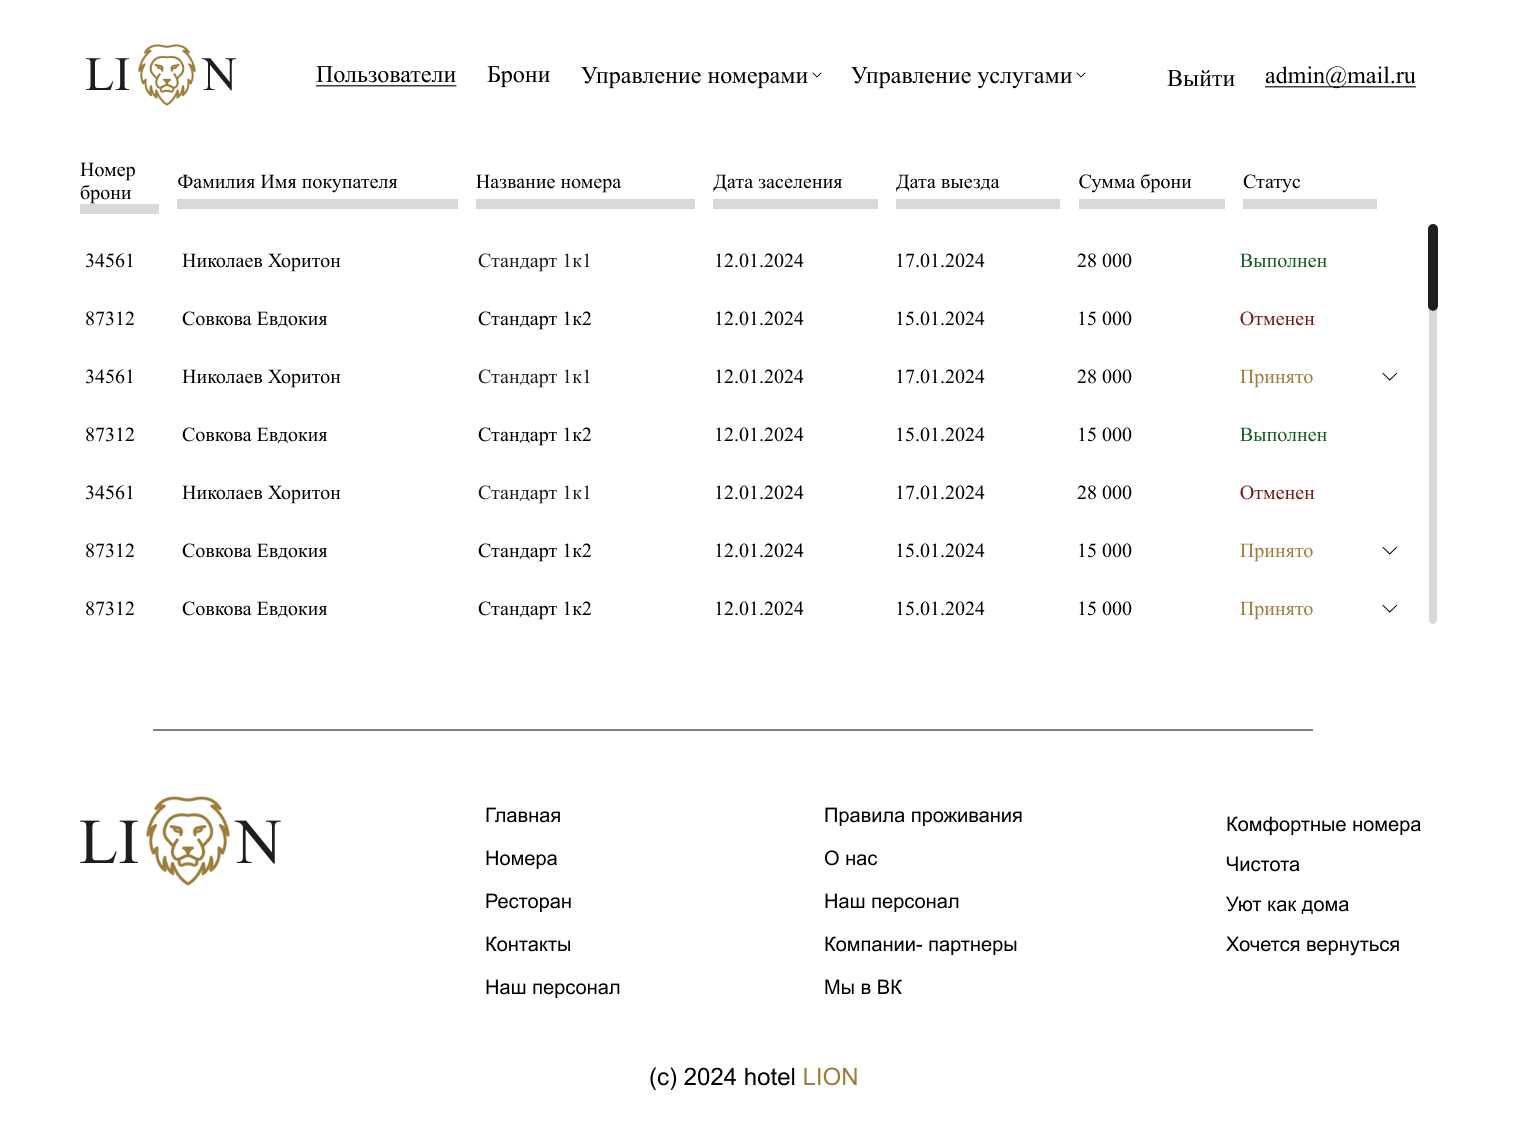 LION Пользователи Брони Управление номерами Управление услугами Выйти admin@mail.ru
Номер брони Фамилия Имя покупателя Название номера Дата заселения Дата выезда Сумма брони Статус
34561 Николаев Хоритон Стандарт 1к1 12.01.2024 17.01.2024 28 000 Выполнен
87312 Совкова Евдокия Стандарт 1к2 12.01.2024 15.01.2024 15 000 Отменен
34561 Николаев Хоритон Стандарт 1к1 12.01.2024 17.01.2024 28 000 Принято
87312 Совкова Евдокия Стандарт 1к2 12.01.2024 15.01.2024 15 000 Выполнен
34561 Николаев Хоритон Стандарт 1к1 12.01.2024 17.01.2024 28 000 Отменен
87312 Совкова Евдокия Стандарт 1к2 12.01.2024 15.01.2024 15 000 Принято
87312 Совкова Евдокия Стандарт 1к2 12.01.2024 15.01.2024 15 000 Принято
LION
Главная
Номера
Ресторан
Контакты
Наш персонал
Правила проживания
О нас
Наш персонал
Компании- партнеры
Мы в ВК
Комфортные номера
Чистота
Уют как дома
Хочется вернуться
(c) 2024 hotel LION